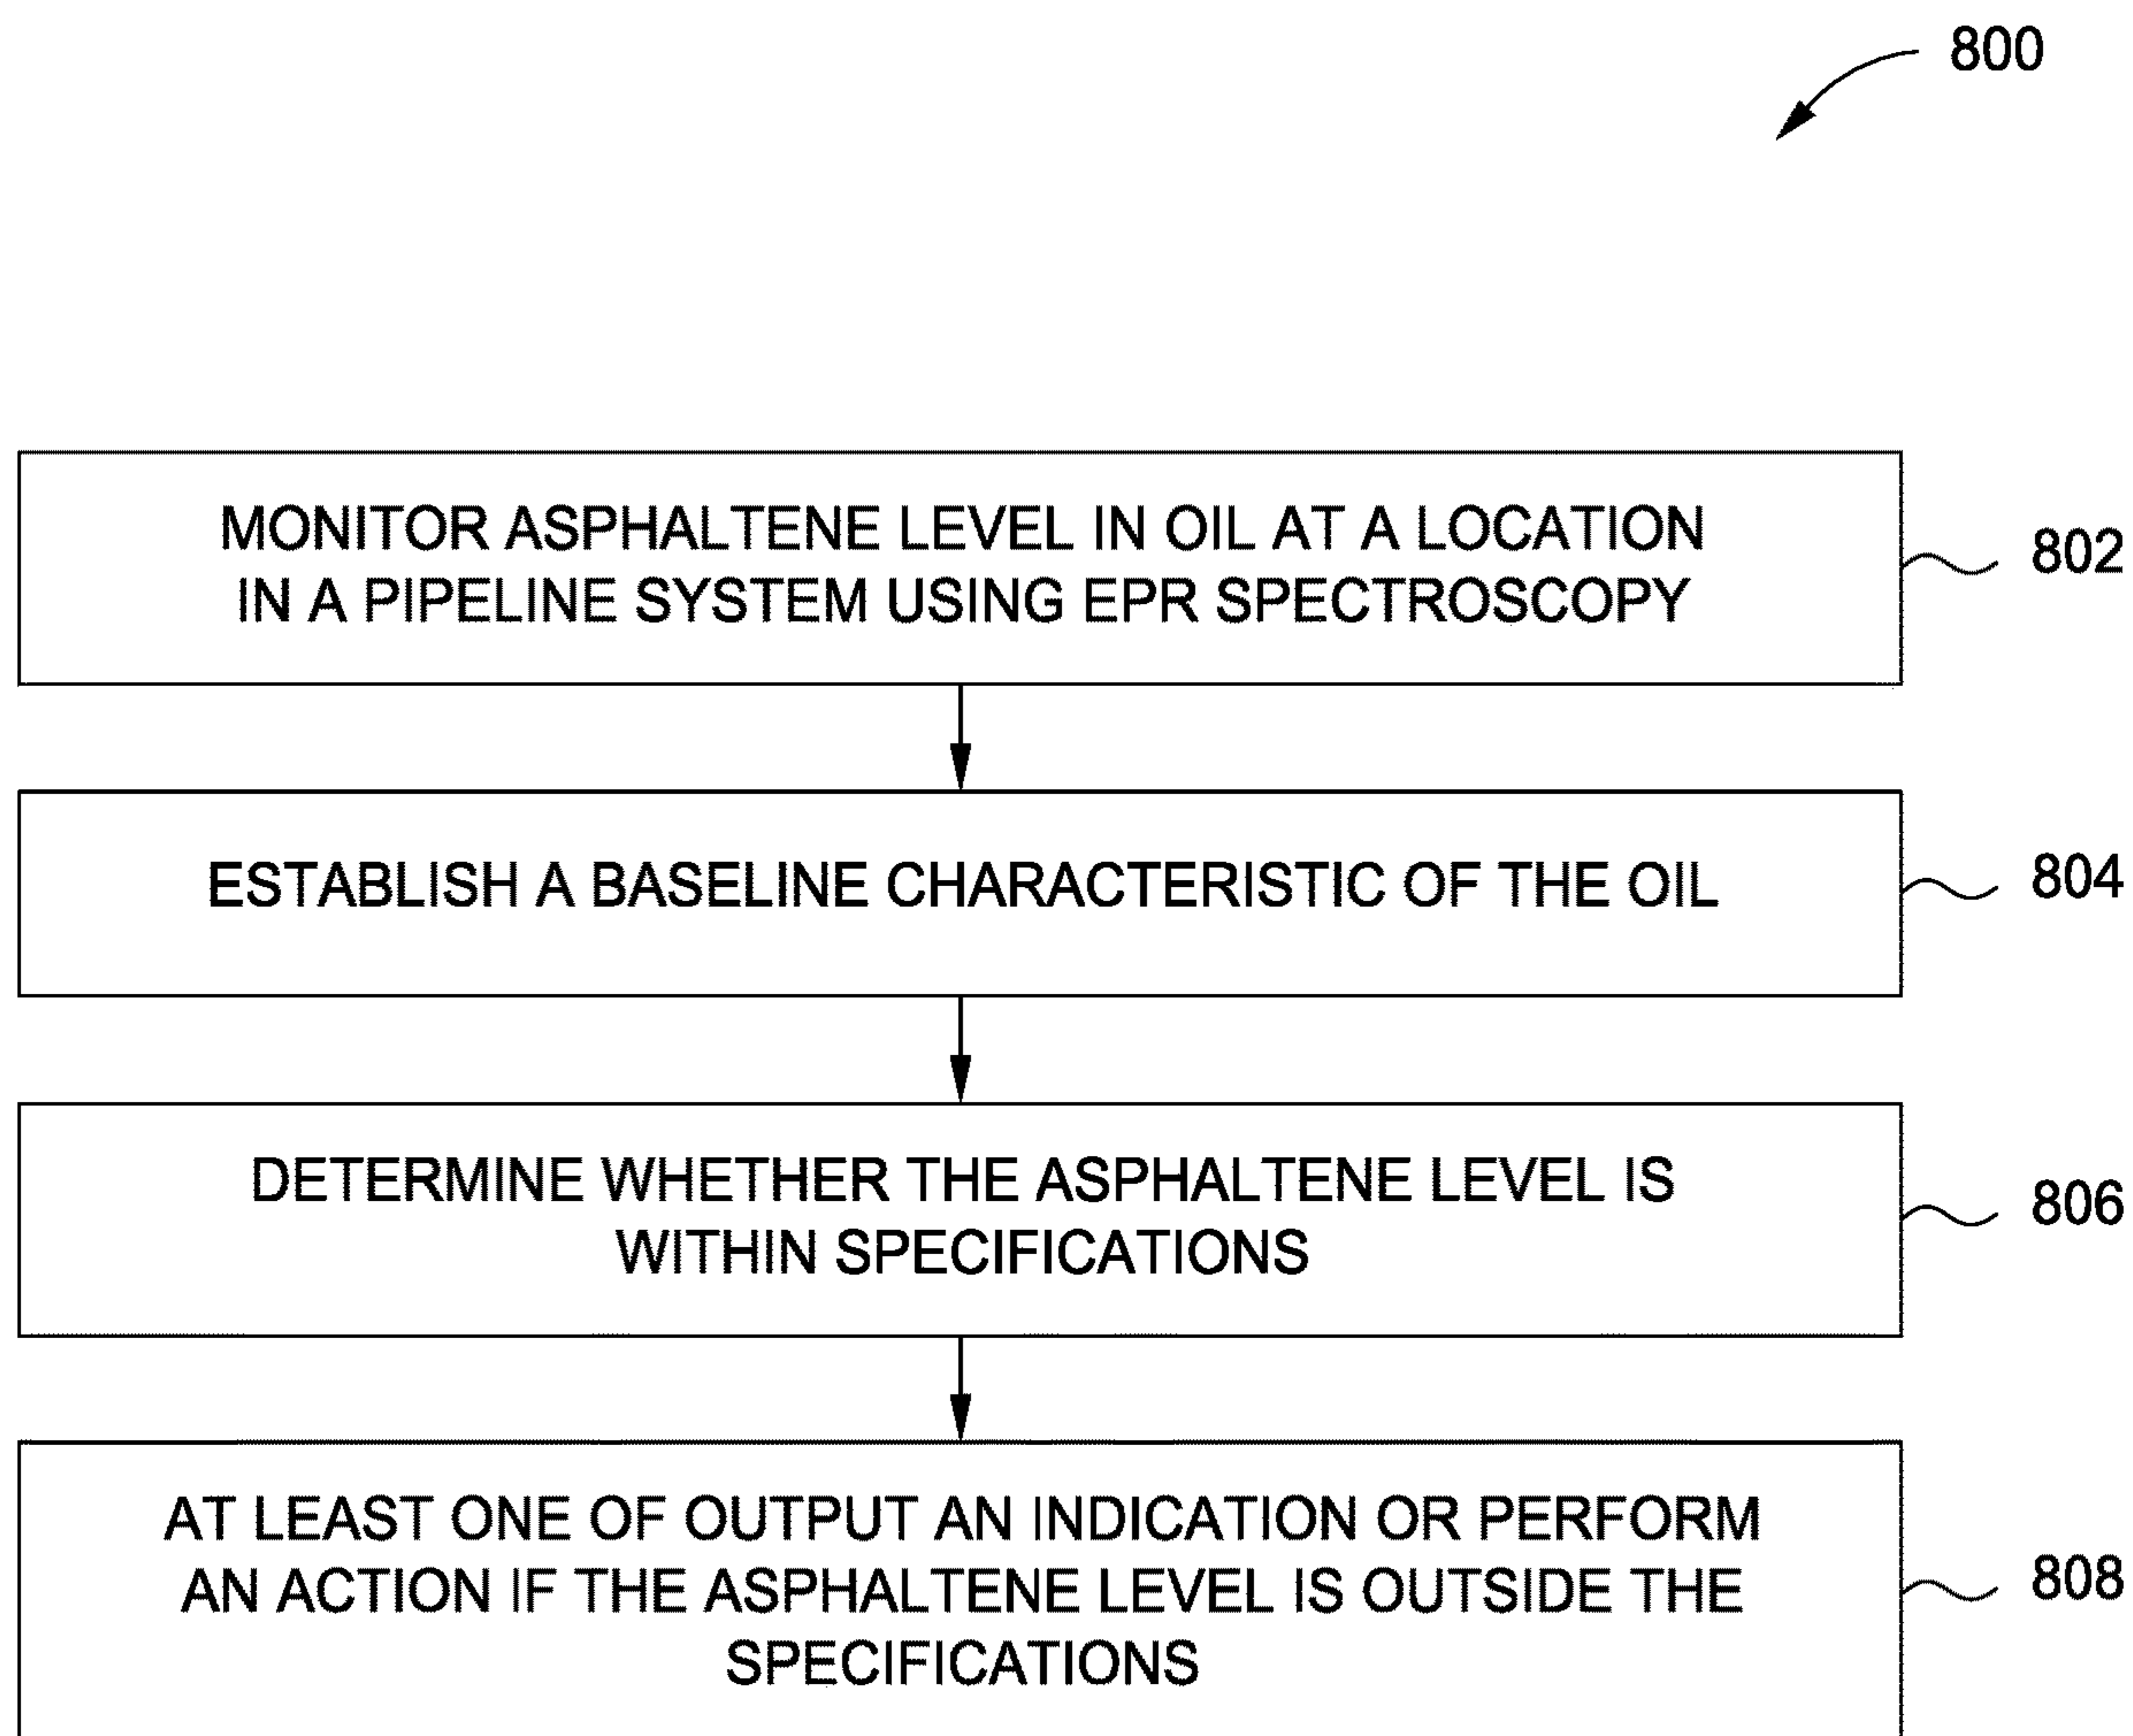 800
MONITOR ASPHALTENE LEVEL IN OIL AT A LOCATION
IN A PIPELINE SYSTEM USING EPR SPECTROSCOPY
802
ESTABLISH A BASELINE CHARACTERISTIC OF THE OIL
804
DETERMINE WHETHER THE ASPHALTENE LEVEL IS
WITHIN SPECIFICATIONS
806
AT LEAST ONE OF OUTPUT AN INDICATION OR PERFORM
AN ACTION IF THE ASPHALTENE LEVEL IS OUTSIDE THE
SPECIFICATIONS
808